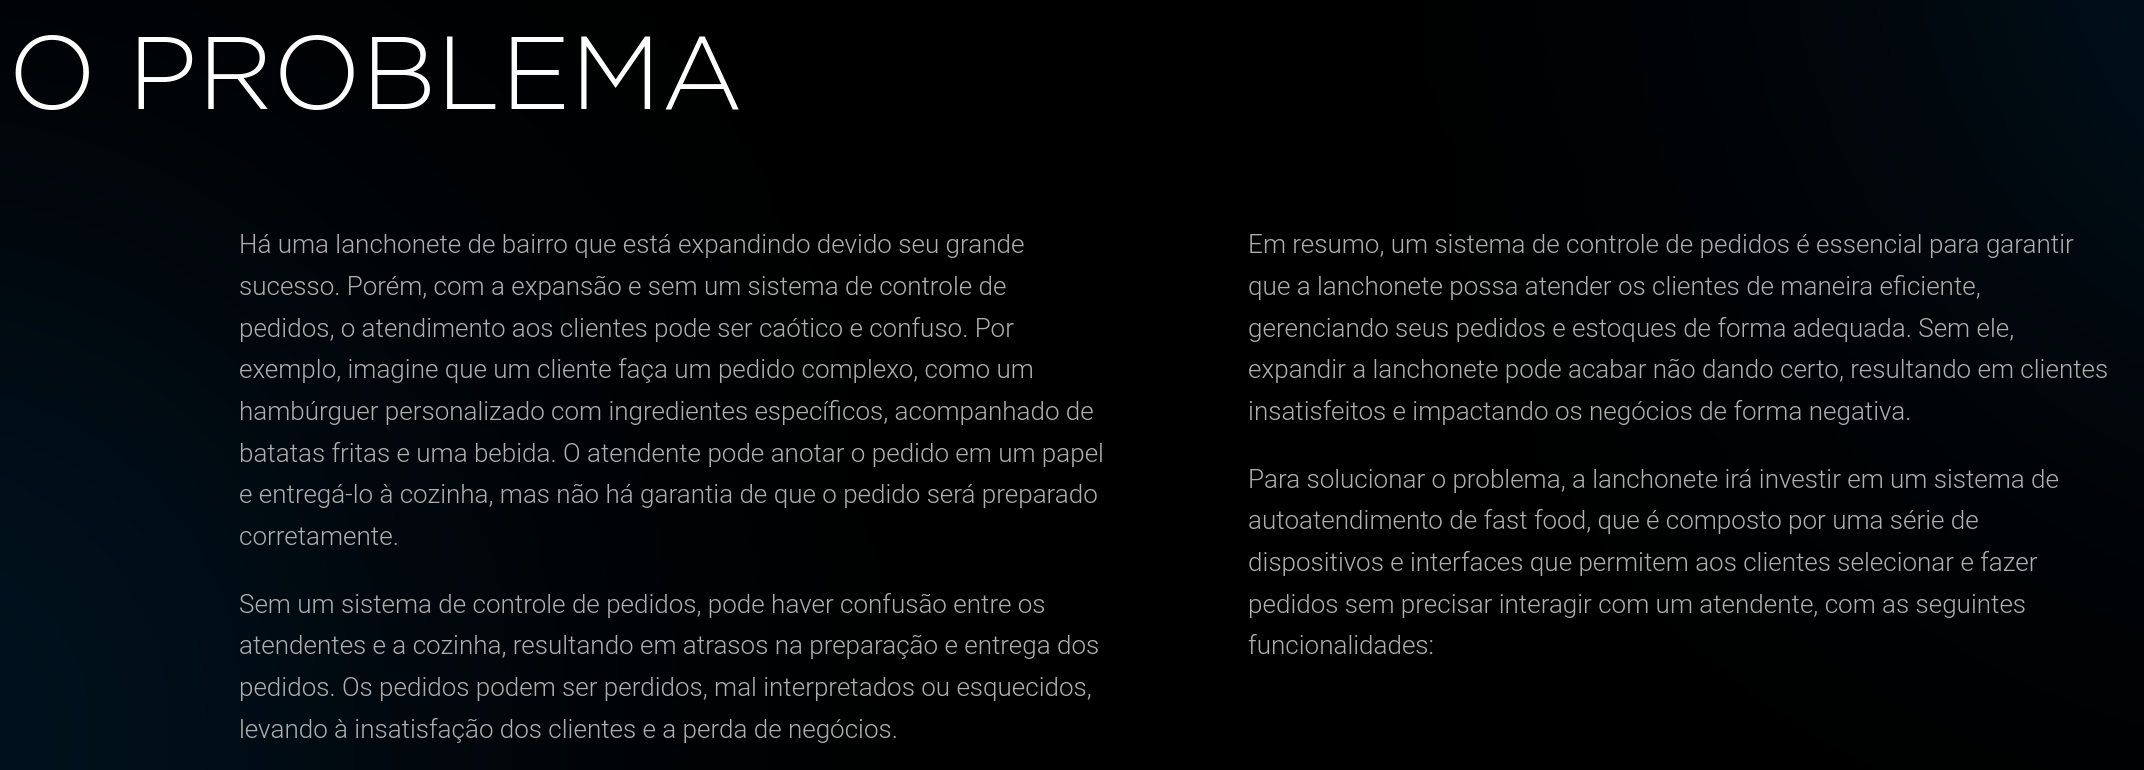 O PROBLEMA
Há uma lanchonete de bairro que está expandindo devido seu grande
sucesso. Porém, com a expansão e sem um sistema de controle de
pedidos, o atendimento aos clientes pode ser caótico e confuso. Por
exemplo, imagine que um cliente faça um pedido complexo, como um
hambúrguer personalizado com ingredientes específicos, acompanhado de
batatas fritas e uma bebida. O atendente pode anotar o pedido em um papel
e entregá-lo à cozinha, mas não há garantia de que o pedido será preparado
corretamente.
Sem um sistema de controle de pedidos, pode haver confusão entre os
atendentes e a cozinha, resultando em atrasos na preparação e entrega dos
pedidos. Os pedidos podem ser perdidos, mal interpretados ou esquecidos,
levando à insatisfação dos clientes e a perda de negócios.
Em resumo, um sistema de controle de pedidos é essencial para garantir
que a lanchonete possa atender os clientes de maneira eficiente,
gerenciando seus pedidos e estoques de forma adequada. Sem ele,
expandir a lanchonete pode acabar não dando certo, resultando em clientes
insatisfeitos e impactando os negócios de forma negativa.
Para solucionar o problema, a lanchonete irá investir em um sistema de
autoatendimento de fast food, que é composto por uma série de
dispositivos e interfaces que permitem aos clientes selecionar e fazer
pedidos sem precisar interagir com um atendente, com as seguintes
funcionalidades: